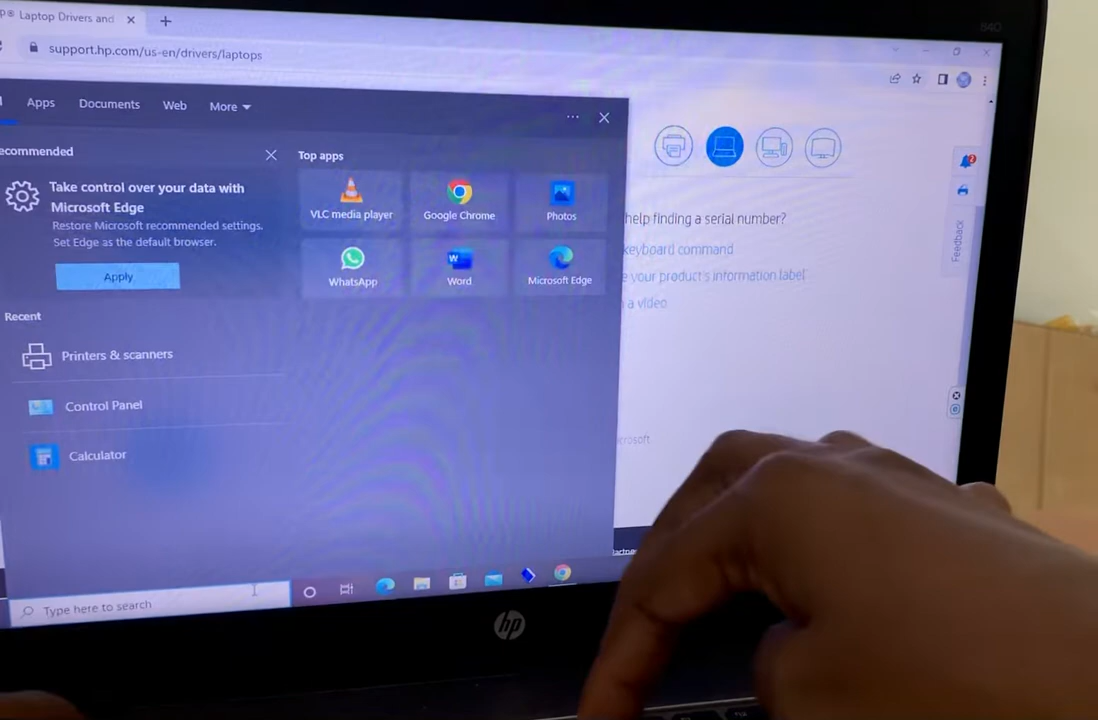 Laptop Drivers and
support.hp.com/us-en/drivers/laptops
840
Apps Documents Web More
Top apps
Take control over your data with
Microsoft Edge
Restore Microsoft recommended settings.
Set Edge as the default browser.
Apply
VLC media player Google Chrome Photos
WhatsApp Word Microsoft Edge
Recent
Printers & scanners
Control Panel
Calculator
help finding a serial number?
keyboard command
your product's information label
a video
2
Feedback
Type here to search
hp